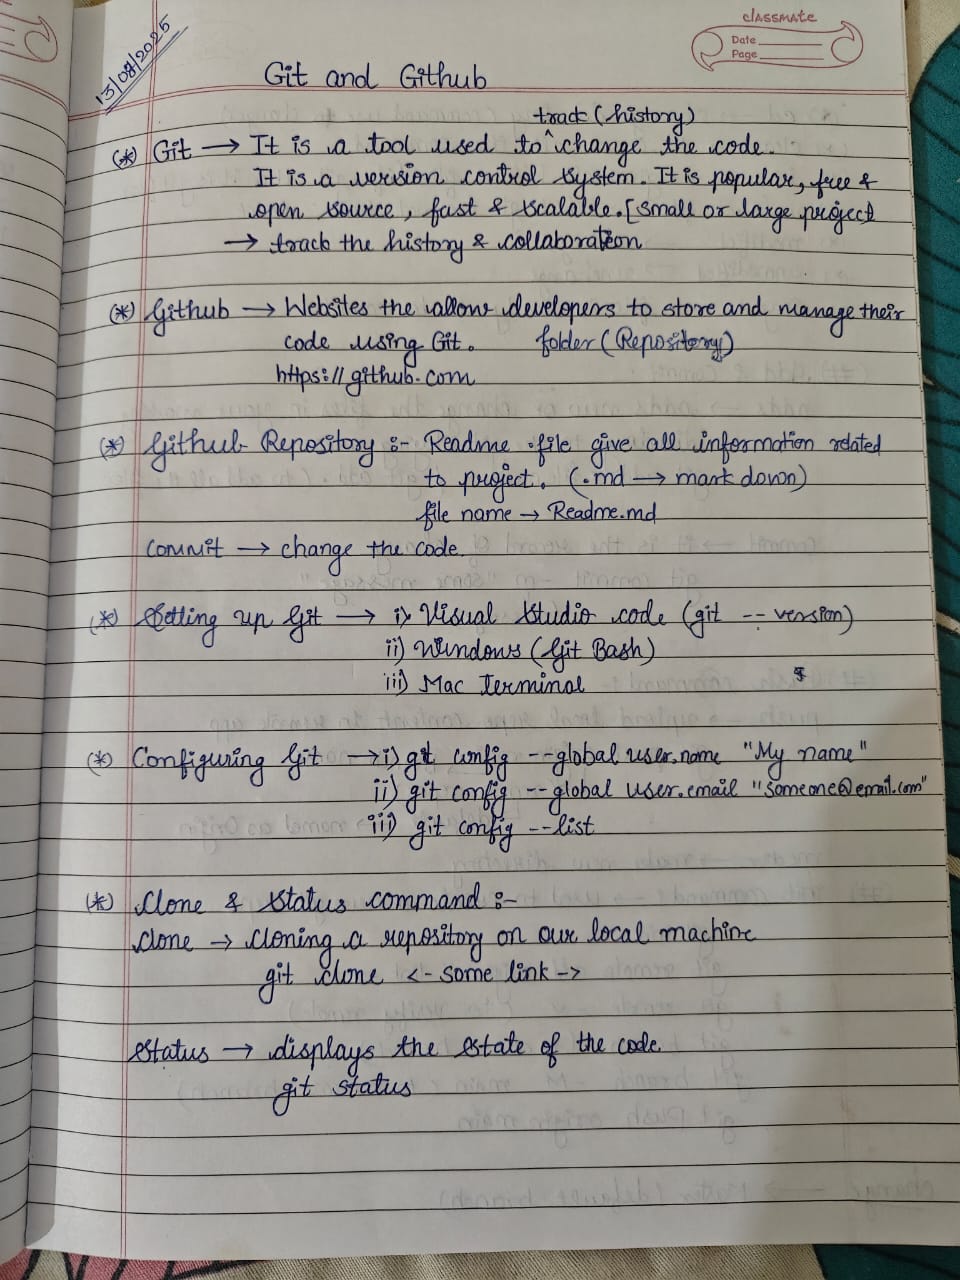 classmate
Date
Page
13/08/2025
Git and Github
track (history)
(*) Git → It is a tool used to ^ change the code.
It is a version control system. It is popular, free &
open source, fast & scalable. [small or large project]
→ track the history & collaboration
(*) Github → Websites the allows developers to store and manage their
code using Git. folder (Repository)
https://github.com
(*) Github Repository :- Readme file give all information related
to project. (.md → mark down)
file name → Readme.md
Commit → change the code.
(*) Setting up Git → i) Visual Studio code (git -- version)
ii) Windows (Git Bash)
iii) Mac Terminal
(*) Configuring Git → i) git config --global user.name "My name"
ii) git config --global user.email "someone@email.com"
iii) git config --list
(*) Clone & Status command :-
Clone → Cloning a repository on our local machine
git clone <- some link ->
Status → displays the state of the code.
git status